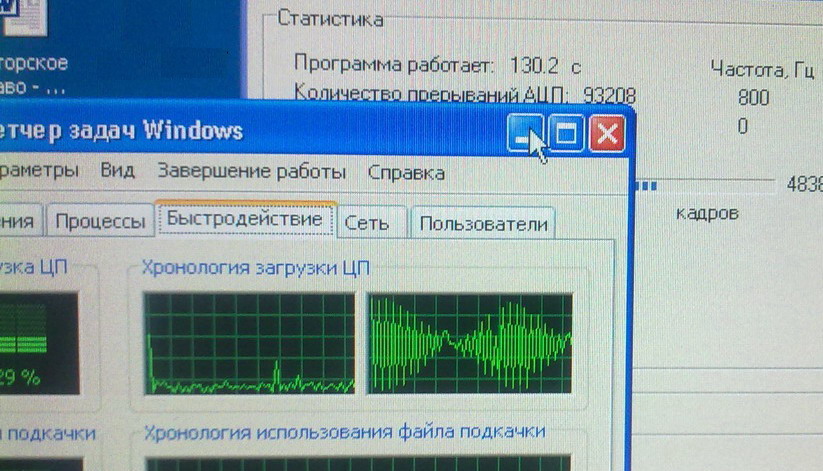 Статистика
Программа работает: 130.2 с
Частота, Гц
Количество прерываний АЦП: 93208
800
0
торское
аво - ...
етчер задач Windows
раметры Вид Завершение работы Справка
4838
кадров
ния Процессы Быстродействие Сеть Пользователи
узка ЦП
Хронология загрузки ЦП
29 %
подкачки
Хронология использования файла подкачки